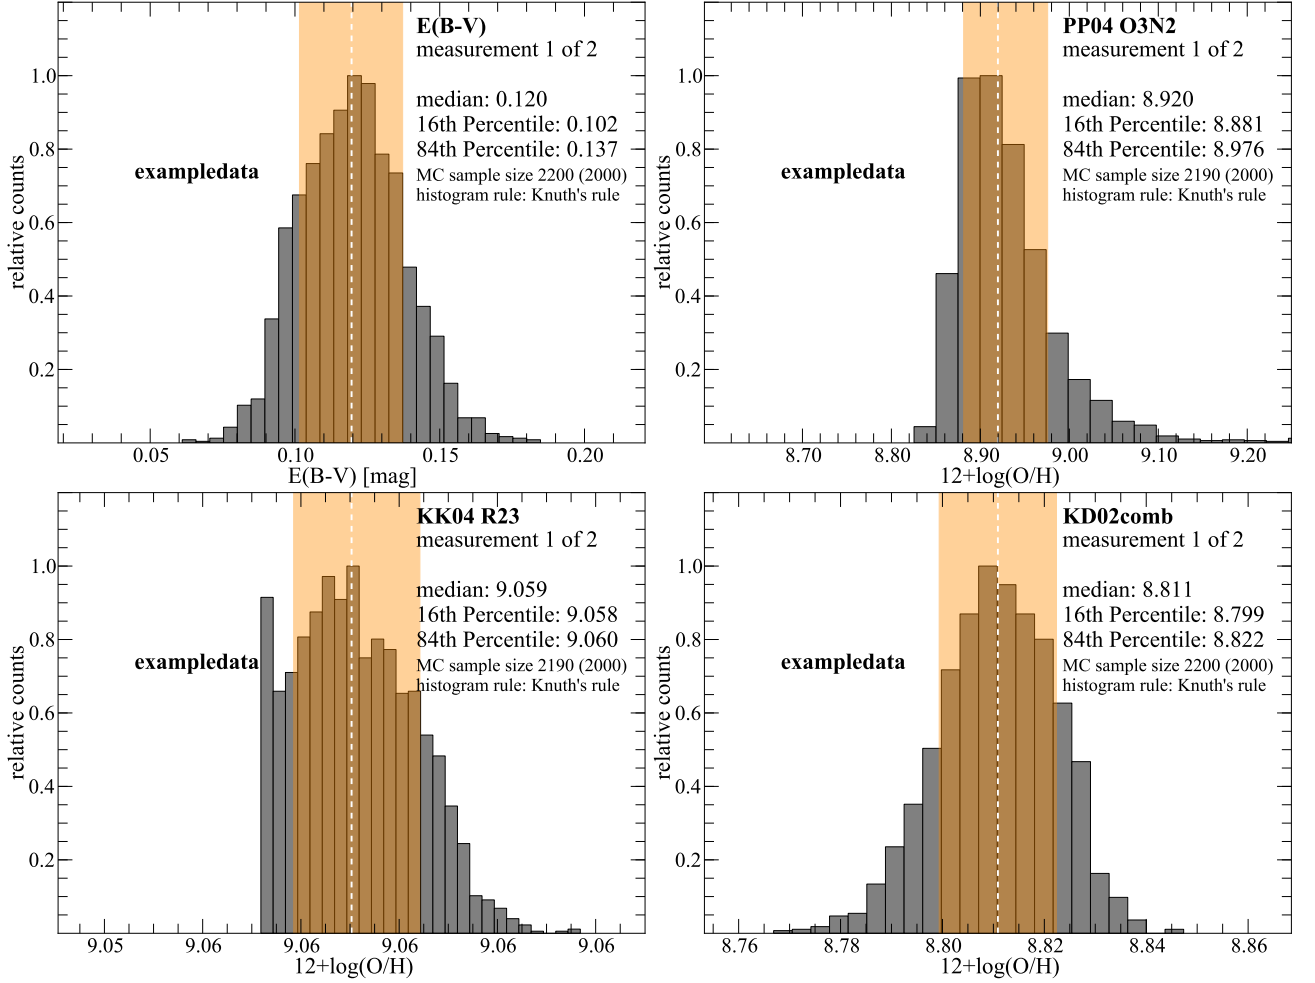 E(B-V)
measurement 1 of 2
median: 0.120
16th Percentile: 0.102
84th Percentile: 0.137
MC sample size 2200 (2000)
histogram rule: Knuth's rule
exampledata
relative counts
1.0
0.8
0.6
0.4
0.2
0.05 0.10 0.15 0.20
E(B-V) [mag]
PP04 O3N2
measurement 1 of 2
median: 8.920
16th Percentile: 8.881
84th Percentile: 8.976
MC sample size 2190 (2000)
histogram rule: Knuth's rule
exampledata
relative counts
1.0
0.8
0.6
0.4
0.2
8.70 8.80 8.90 9.00 9.10 9.20
12+log(O/H)
KK04 R23
measurement 1 of 2
median: 9.059
16th Percentile: 9.058
84th Percentile: 9.060
MC sample size 2190 (2000)
histogram rule: Knuth's rule
exampledata
relative counts
1.0
0.8
0.6
0.4
0.2
9.05 9.06 9.06 9.06 9.06 9.06
12+log(O/H)
KD02comb
measurement 1 of 2
median: 8.811
16th Percentile: 8.799
84th Percentile: 8.822
MC sample size 2200 (2000)
histogram rule: Knuth's rule
exampledata
relative counts
1.0
0.8
0.6
0.4
0.2
8.76 8.78 8.80 8.82 8.84 8.86
12+log(O/H)